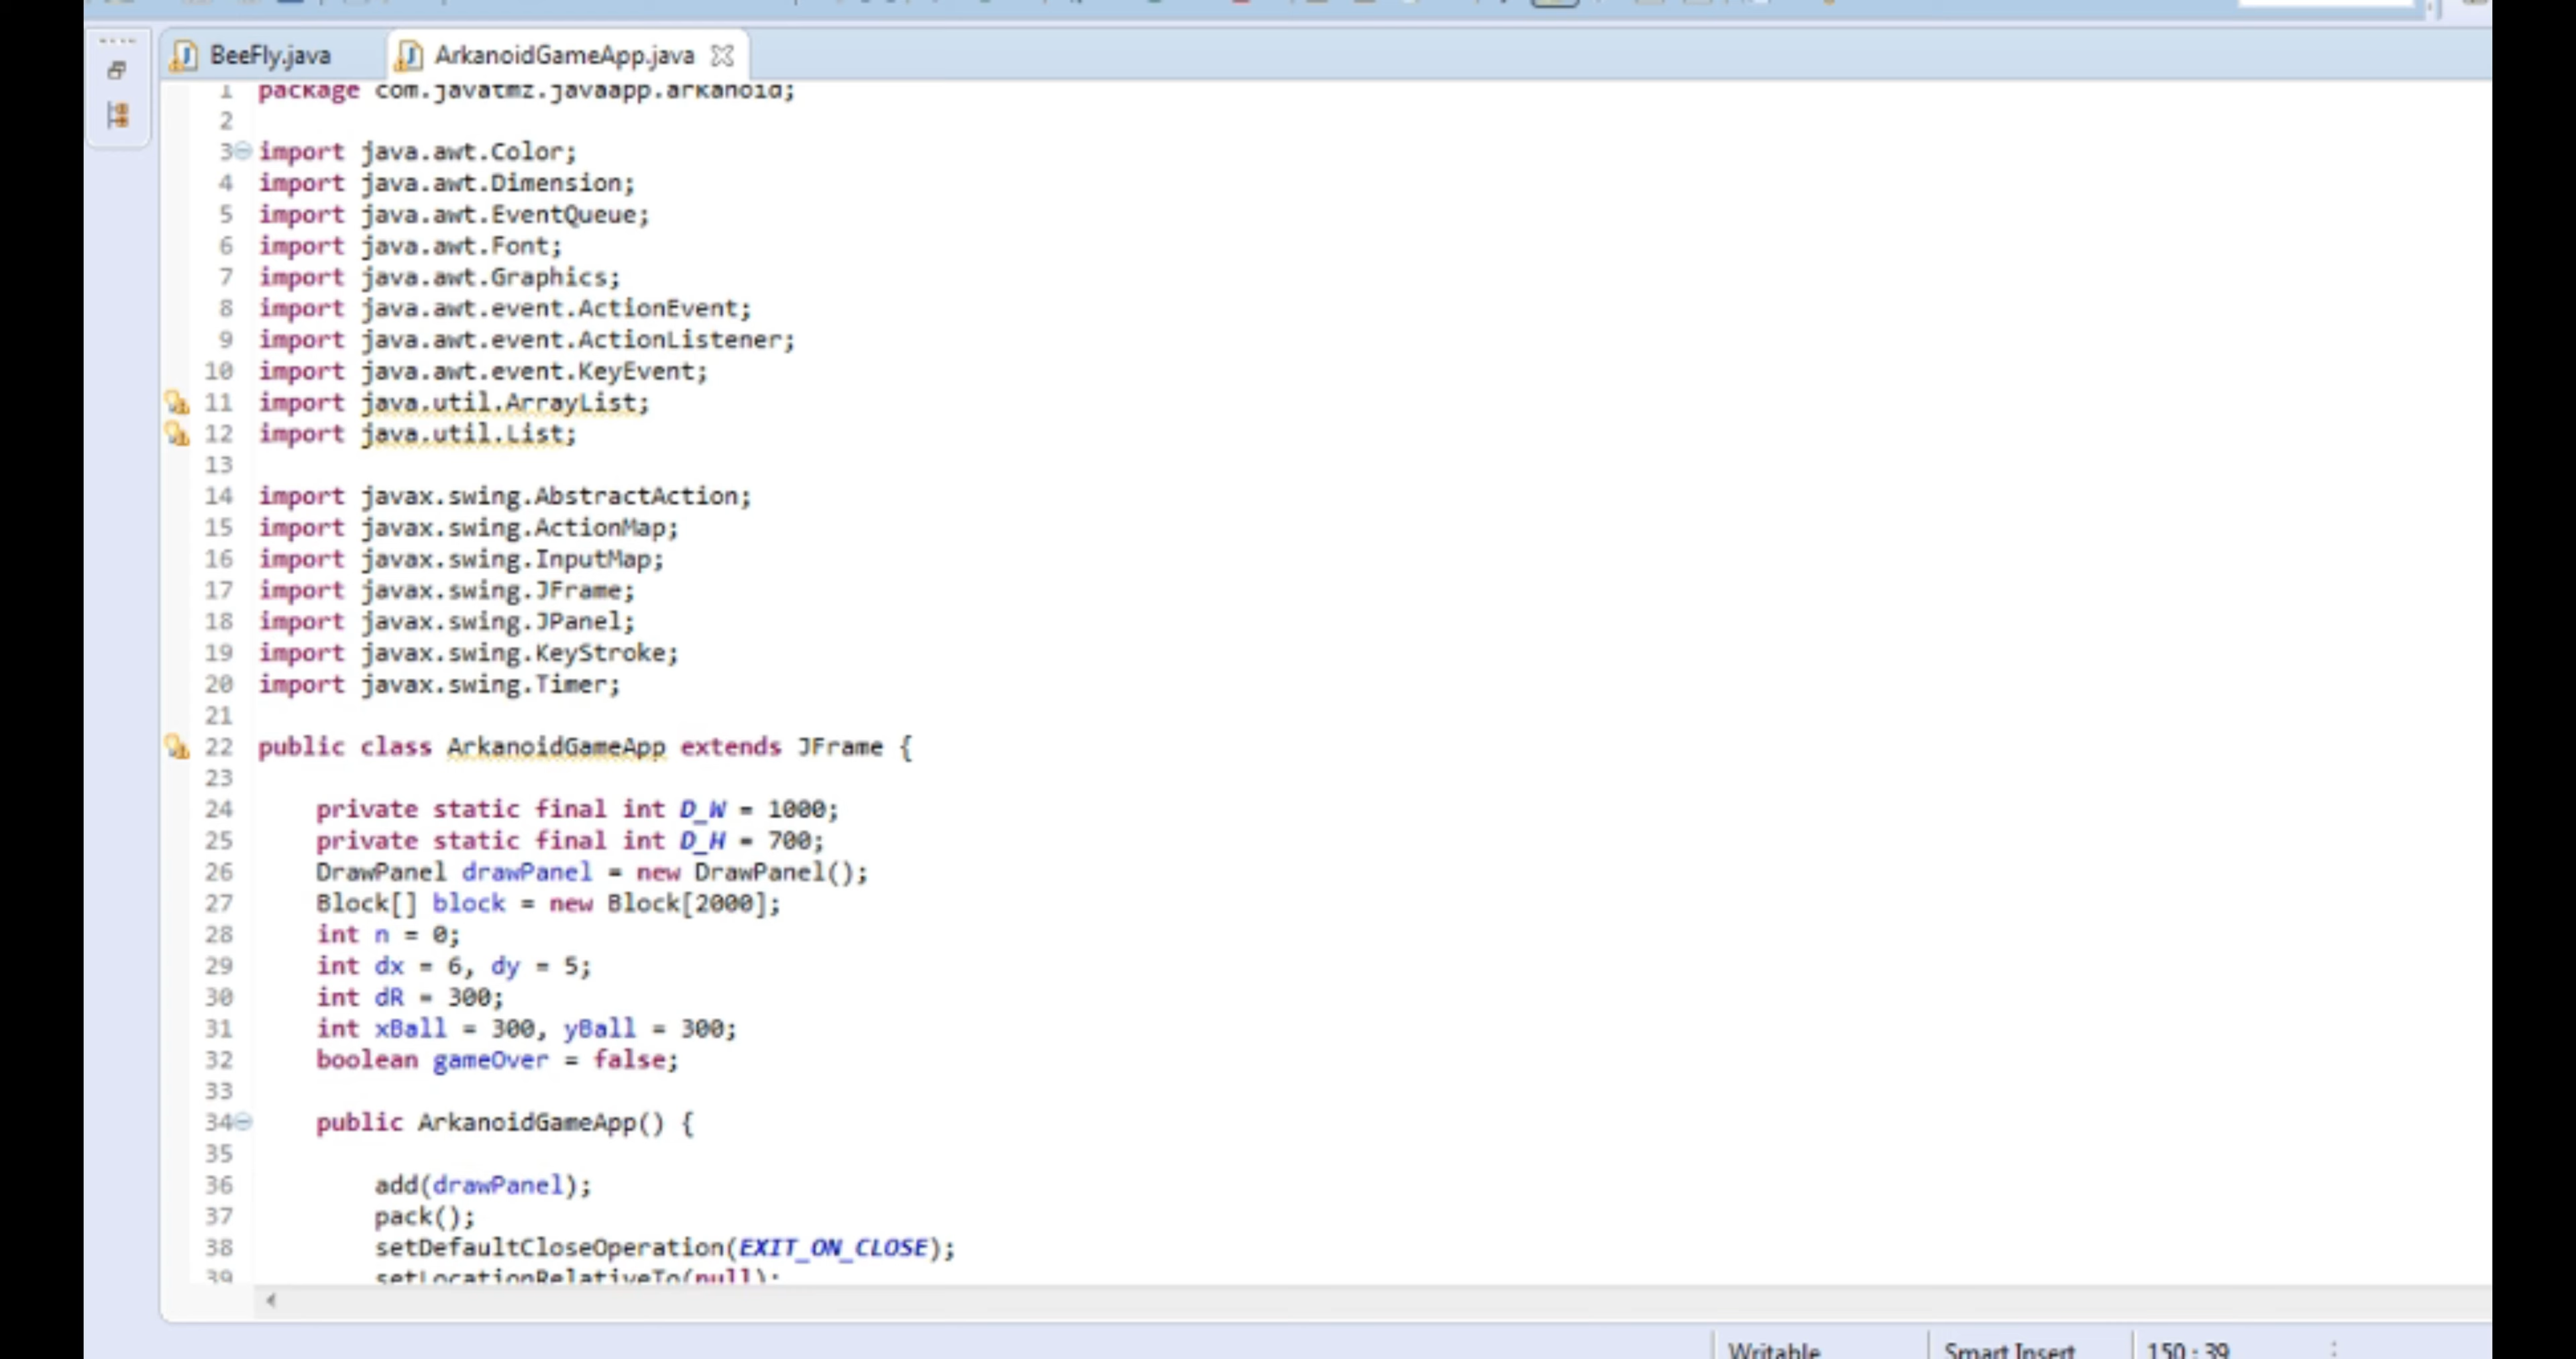 BeeFly.java
ArkanoidGameApp.java
1 package com.javatmz.javaapp.arkanoid;
2
3 import java.awt.Color;
4 import java.awt.Dimension;
5 import java.awt.EventQueue;
6 import java.awt.Font;
7 import java.awt.Graphics;
8 import java.awt.event.ActionEvent;
9 import java.awt.event.ActionListener;
10 import java.awt.event.KeyEvent;
11 import java.util.ArrayList;
12 import java.util.List;
13
14 import javax.swing.AbstractAction;
15 import javax.swing.ActionMap;
16 import javax.swing.InputMap;
17 import javax.swing.JFrame;
18 import javax.swing.JPanel;
19 import javax.swing.KeyStroke;
20 import javax.swing.Timer;
21
22 public class ArkanoidGameApp extends JFrame {
23
24 private static final int D_W = 1000;
25 private static final int D_H = 700;
26 DrawPanel drawPanel = new DrawPanel();
27 Block[] block = new Block[2000];
28 int n = 0;
29 int dx = 6, dy = 5;
30 int dR = 300;
31 int xBall = 300, yBall = 300;
32 boolean gameOver = false;
33
34 public ArkanoidGameApp() {
35
36 add(drawPanel);
37 pack();
38 setDefaultCloseOperation(EXIT_ON_CLOSE);
39 setLocationRelativeTo(null);
Writable Smart Insert 150 : 39